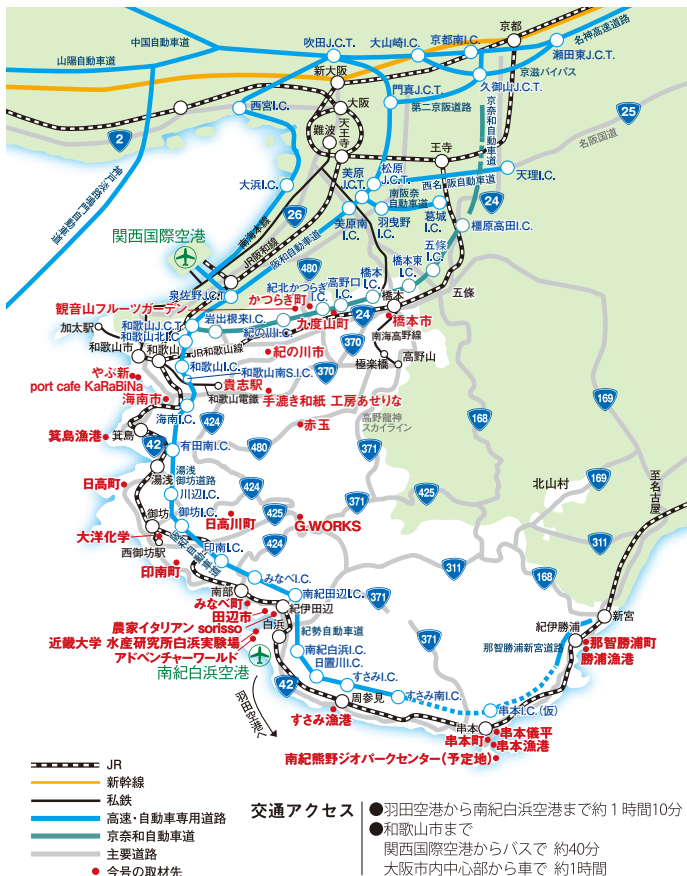 京都
中国自動車道
吹田J.C.T.
大山崎I.C.
京都南I.C.
名神高速道路
山陽自動車道
瀬田東J.C.T.
新大阪
京滋バイパス
久御山J.C.T.
門真J.C.T.
第二京阪道路
西宮I.C.
大阪
京奈和自動車道
天王寺
難波
2
25
名阪国道
神戸淡路鳴門自動車道
王寺
松原J.C.T.
美原J.C.T.
西名阪自動車道
天理I.C.
大浜I.C.
南阪奈自動車道
24
26
美原南I.C.
羽曳野I.C.
葛城I.C.
橿原高田I.C.
南海本線
JR阪和線
阪和自動車道
関西国際空港
480
五條I.C.
橋本東I.C.
橋本I.C.
高野口I.C.
紀北かつらぎI.C.
泉佐野J.C.T.
かつらぎ町
観音山フルーツガーデン
五條
橋本
24
岩出根来I.C.
九度山町
橋本市
和歌山J.C.T.
加太駅
和歌山北I.C.
紀の川I.C.
南海高野線
370
和歌山市
和歌山
JR和歌山線
紀の川市
極楽橋
高野山
和歌山I.C.
やぶ新
和歌山南S.I.C.
370
port cafe KaRaBiNa
貴志駅
和歌山電鐵
手漉き和紙 工房あせりな
海南市
169
海南I.C.
424
赤玉
高野龍神スカイライン
168
箕島漁港
箕島
42
有田南I.C.
480
371
湯浅
湯浅御坊道路
169
北山村
至名古屋
日高町
川辺I.C.
371
425
御坊
御坊I.C.
日高川町
425
G.WORKS
大洋化学
424
西御坊駅
阪和自動車道
印南I.C.
311
印南町
みなべI.C.
311
168
南部
南紀田辺I.C.
371
みなべ町
紀伊田辺
新宮
田辺市
紀伊勝浦
農家イタリアン sorisso
白浜
紀勢自動車道
371
那智勝浦新宮道路
那智勝浦町
近畿大学 水産研究所白浜実験場
勝浦漁港
アドベンチャーワールド
南紀白浜I.C.
南紀白浜空港
日置川I.C.
すさみI.C.
42
周参見
すさみ南I.C.
串本I.C.(仮)
羽田空港へ
すさみ漁港
串本
串本儀平
串本町
串本漁港
南紀熊野ジオパークセンター(予定地)
JR
新幹線
私鉄
高速・自動車専用道路
京奈和自動車道
主要道路
今号の取材先
交通アクセス
●羽田空港から南紀白浜空港まで約1時間10分
●和歌山市まで
関西国際空港からバスで 約40分
大阪市内中心部から車で 約1時間